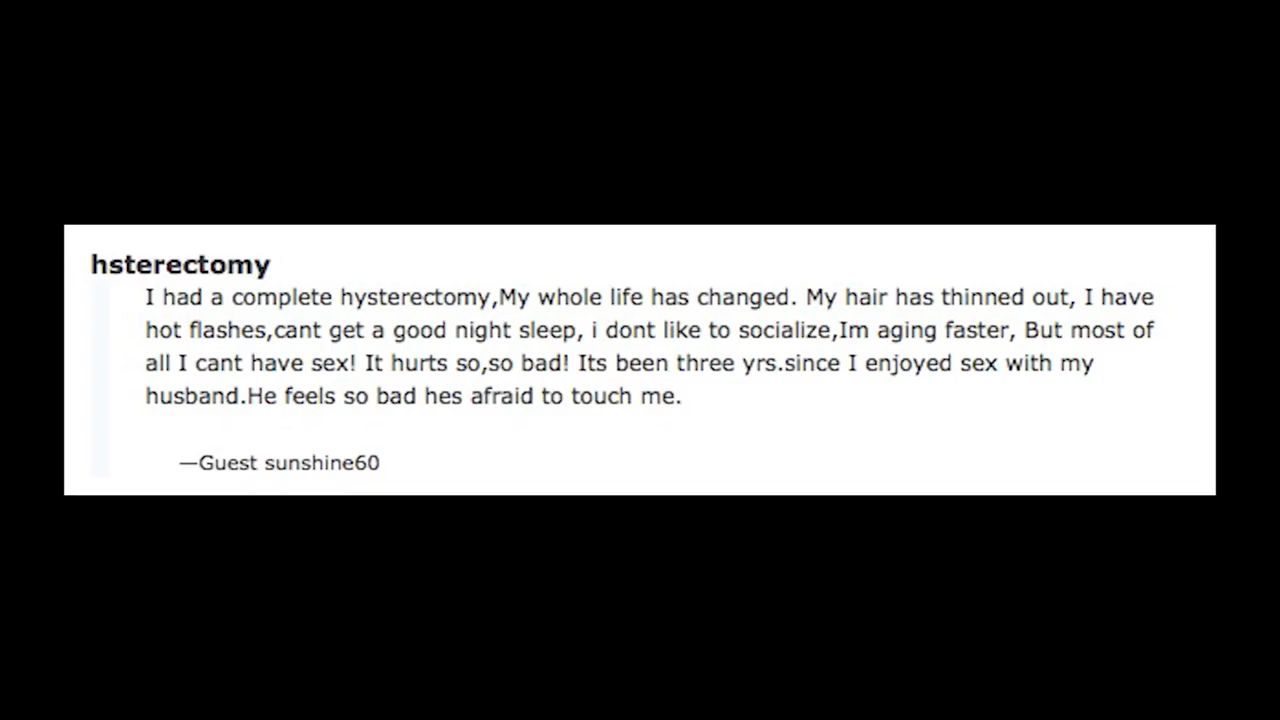 hsterectomy
I had a complete hysterectomy,My whole life has changed. My hair has thinned out, I have
hot flashes,cant get a good night sleep, i dont like to socialize,Im aging faster, But most of
all I cant have sex! It hurts so,so bad! Its been three yrs.since I enjoyed sex with my
husband.He feels so bad hes afraid to touch me.
—Guest sunshine60